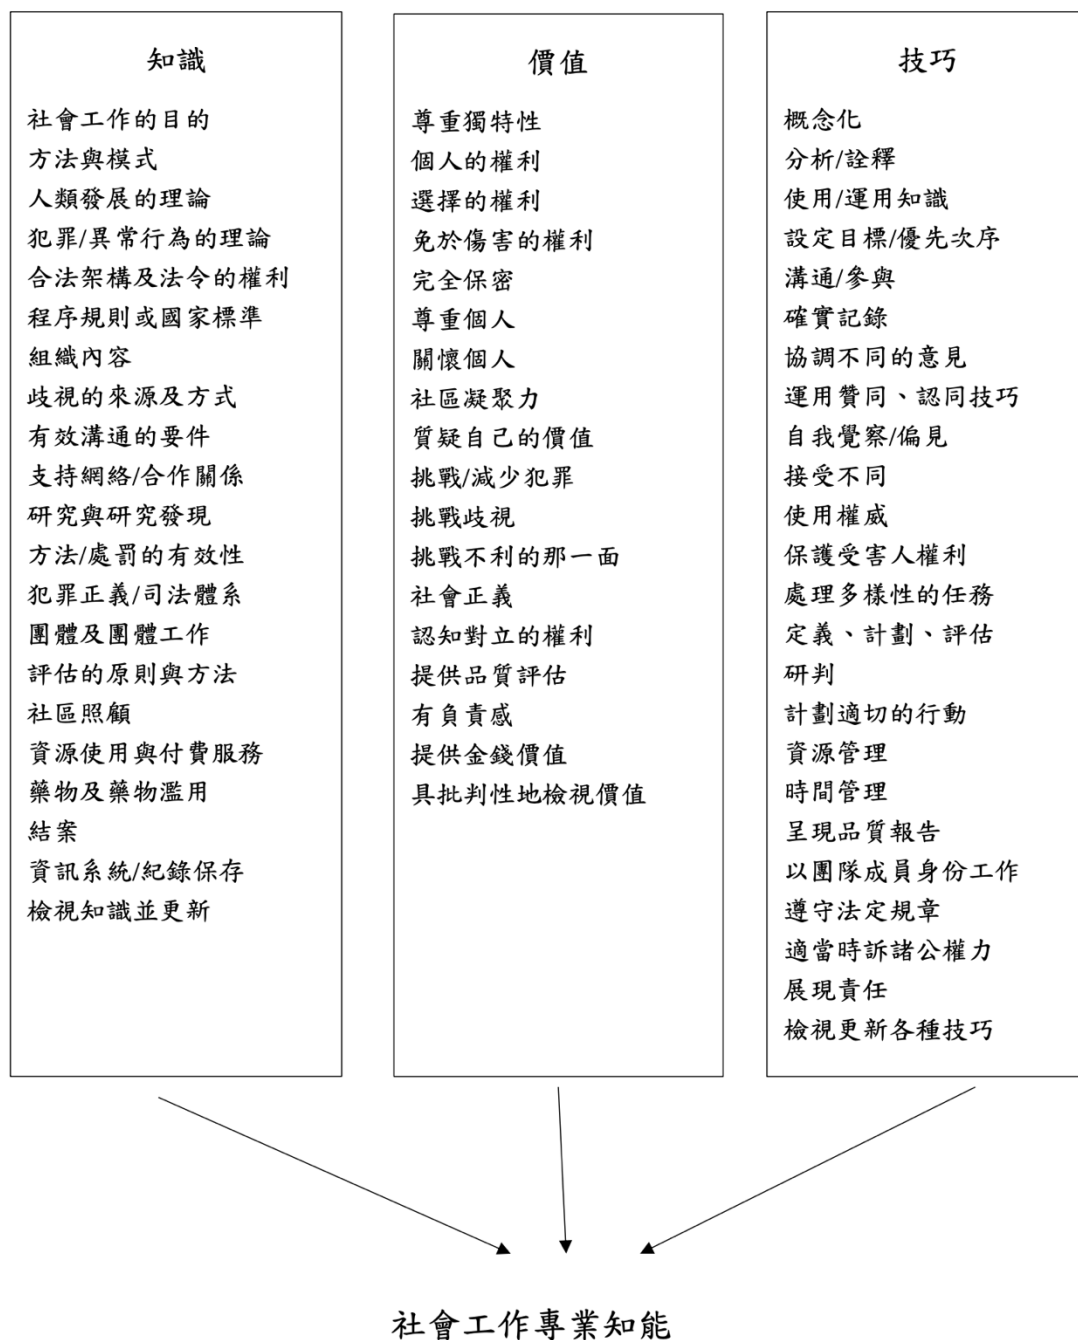 知識
社會工作的目的
方法與模式
人類發展的理論
犯罪/異常行為的理論
合法架構及法令的權利
程序規則或國家標準
組織內容
歧視的來源及方式
有效溝通的要件
支持網絡/合作關係
研究與研究發現
方法/處罰的有效性
犯罪正義/司法體系
團體及團體工作
評估的原則與方法
社區照顧
資源使用與付費服務
藥物及藥物濫用
結案
資訊系統/紀錄保存
檢視知識並更新
價值
尊重獨特性
個人的權利
選擇的權利
免於傷害的權利
完全保密
尊重個人
關懷個人
社區凝聚力
質疑自己的價值
挑戰/減少犯罪
挑戰歧視
挑戰不利的那一面
社會正義
認知對立的權利
提供品質評估
有負責感
提供金錢價值
具批判性地檢視價值
技巧
概念化
分析/詮釋
使用/運用知識
設定目標/優先次序
溝通/參與
確實記錄
協調不同的意見
運用贊同、認同技巧
自我覺察/偏見
接受不同
使用權威
保護受害人權利
處理多樣性的任務
定義、計劃、評估
研判
計劃適切的行動
資源管理
時間管理
呈現品質報告
以團隊成員身份工作
遵守法定規章
適當時訴諸公權力
展現責任
檢視更新各種技巧
社會工作專業知能